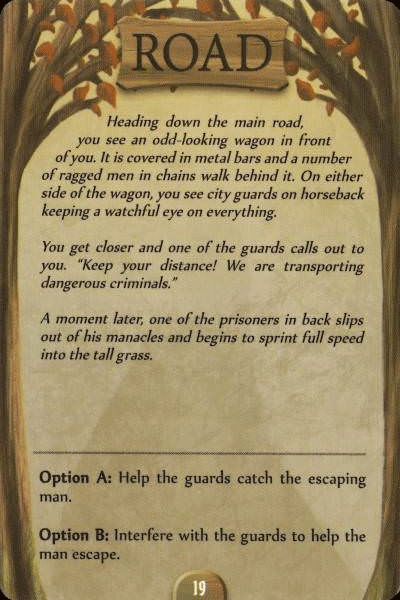 ROAD
Heading down the main road,
you see an odd-looking wagon in front
of you. It is covered in metal bars and a number
of ragged men in chains walk behind it. On either
side of the wagon, you see city guards on horseback
keeping a watchful eye on everything.
You get closer and one of the guards calls out to
you. “Keep your distance! We are transporting
dangerous criminals.”
A moment later, one of the prisoners in back slips
out of his manacles and begins to sprint full speed
into the tall grass.
Option A: Help the guards catch the escaping
man.
Option B: Interfere with the guards to help the
man escape.
19